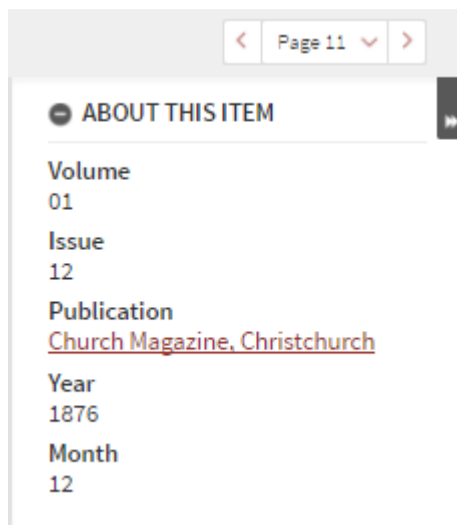 Page 11
ABOUT THIS ITEM
Volume
01
Issue
12
Publication
Church Magazine, Christchurch
Year
1876
Month
12